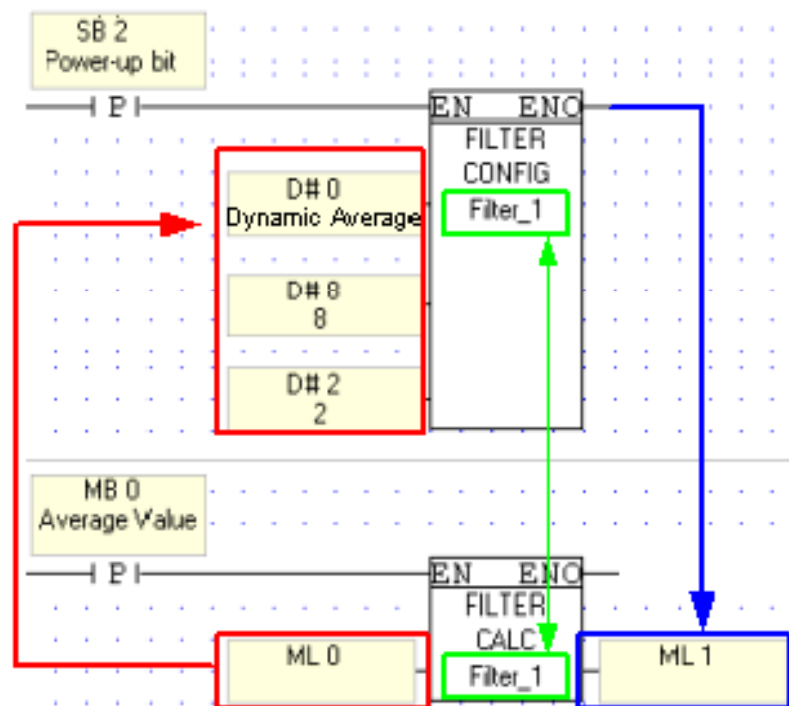 SB 2
Power-up bit
P
EN ENO
FILTER
CONFIG
Filter_1
D# 0
Dynamic Average
D# 8
8
D# 2
2
MB 0
Average Value
P
EN ENO
FILTER
CALC
Filter_1
ML 0
ML 1